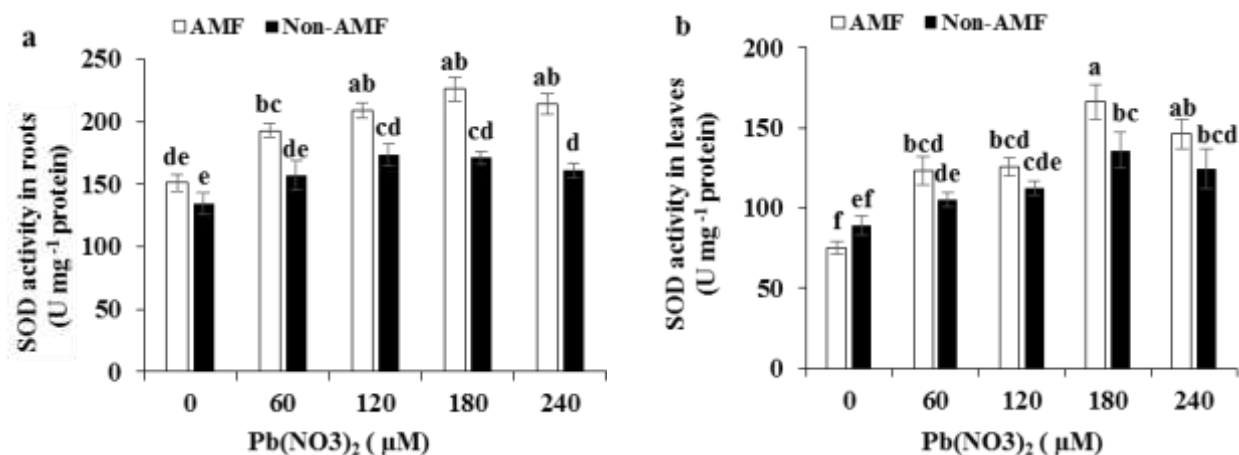 a
AMF Non-AMF
SOD activity in roots
(U mg -1 protein)
250
200
150
100
50
0
de e
bc de
ab cd
ab cd
ab d
0 60 120 180 240
Pb(NO3)2 ( μM)
b
AMF Non-AMF
SOD activity in leaves
(U mg -1 protein)
200
150
100
50
0
f ef
bcd de
bcd cde
a bc
ab bcd
0 60 120 180 240
Pb(NO3)2 ( μM)